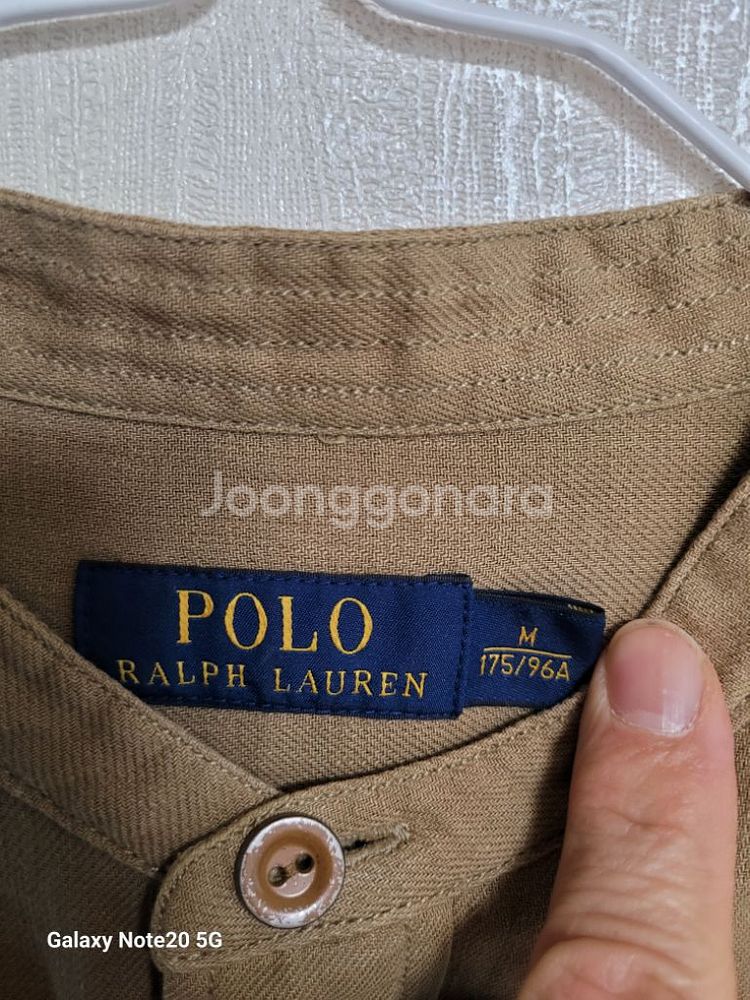 Joonggonara
POLO
RALPH LAUREN
M
175/96A
Galaxy Note20 5G